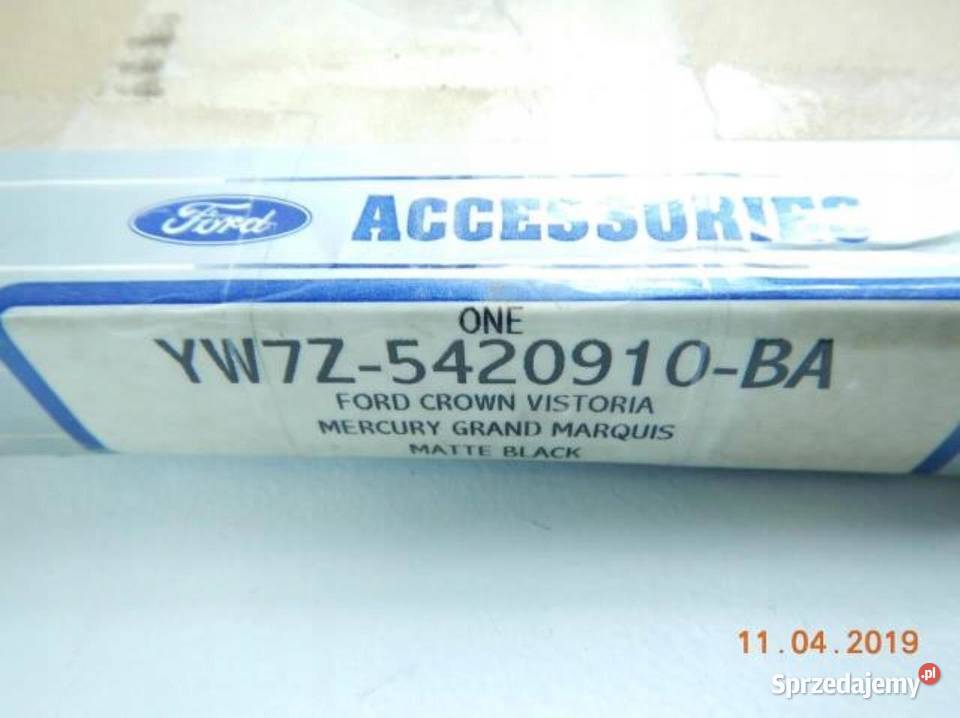 Ford ACCESSORIES
ONE
YW7Z-5420910-BA
FORD CROWN VISTORIA
MERCURY GRAND MARQUIS
MATTE BLACK
11.04.2019
Sprzedajemy.pl